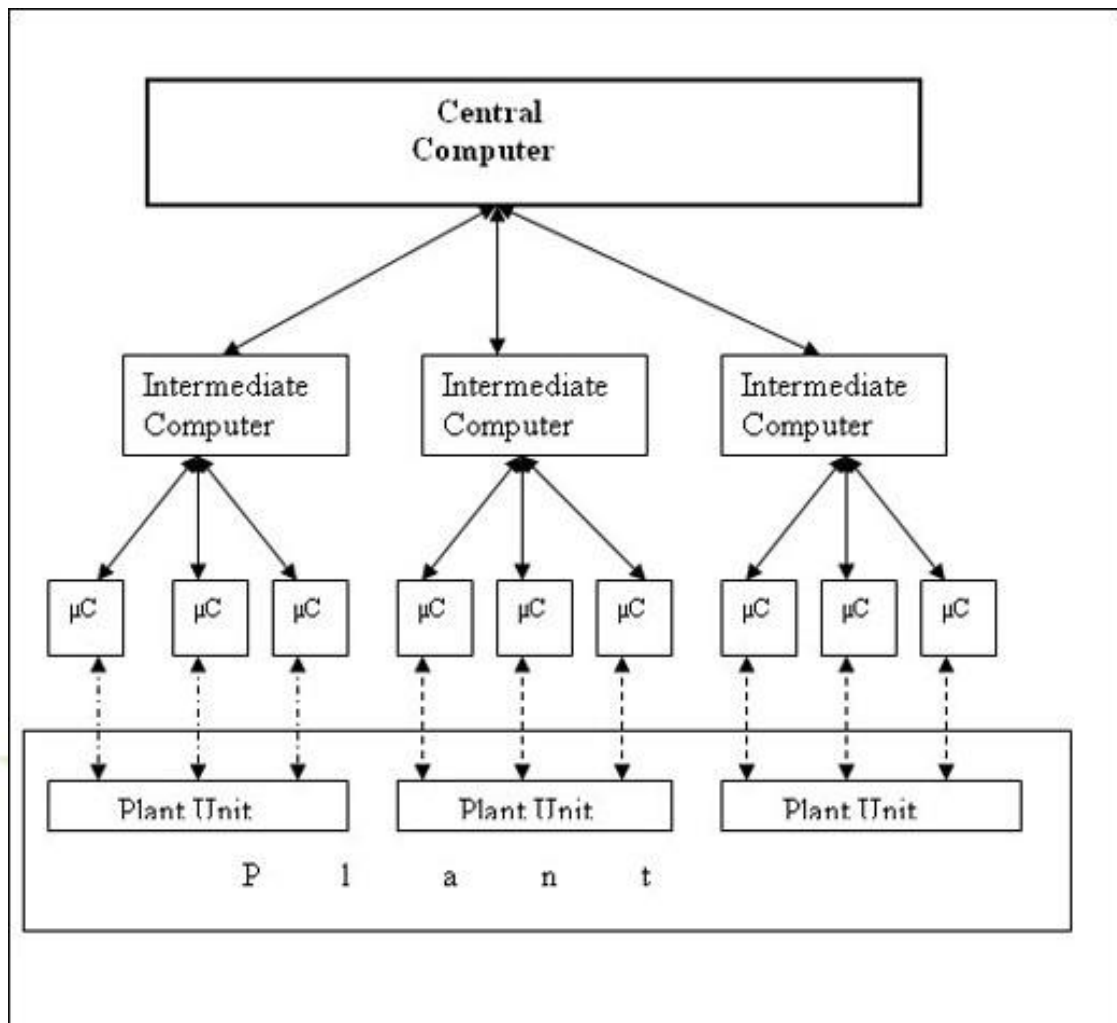 Central
Computer
Intermediate
Computer
Intermediate
Computer
Intermediate
Computer
µC
µC
µC
µC
µC
µC
µC
µC
µC
Plant Unit
Plant Unit
Plant Unit
P l a n t